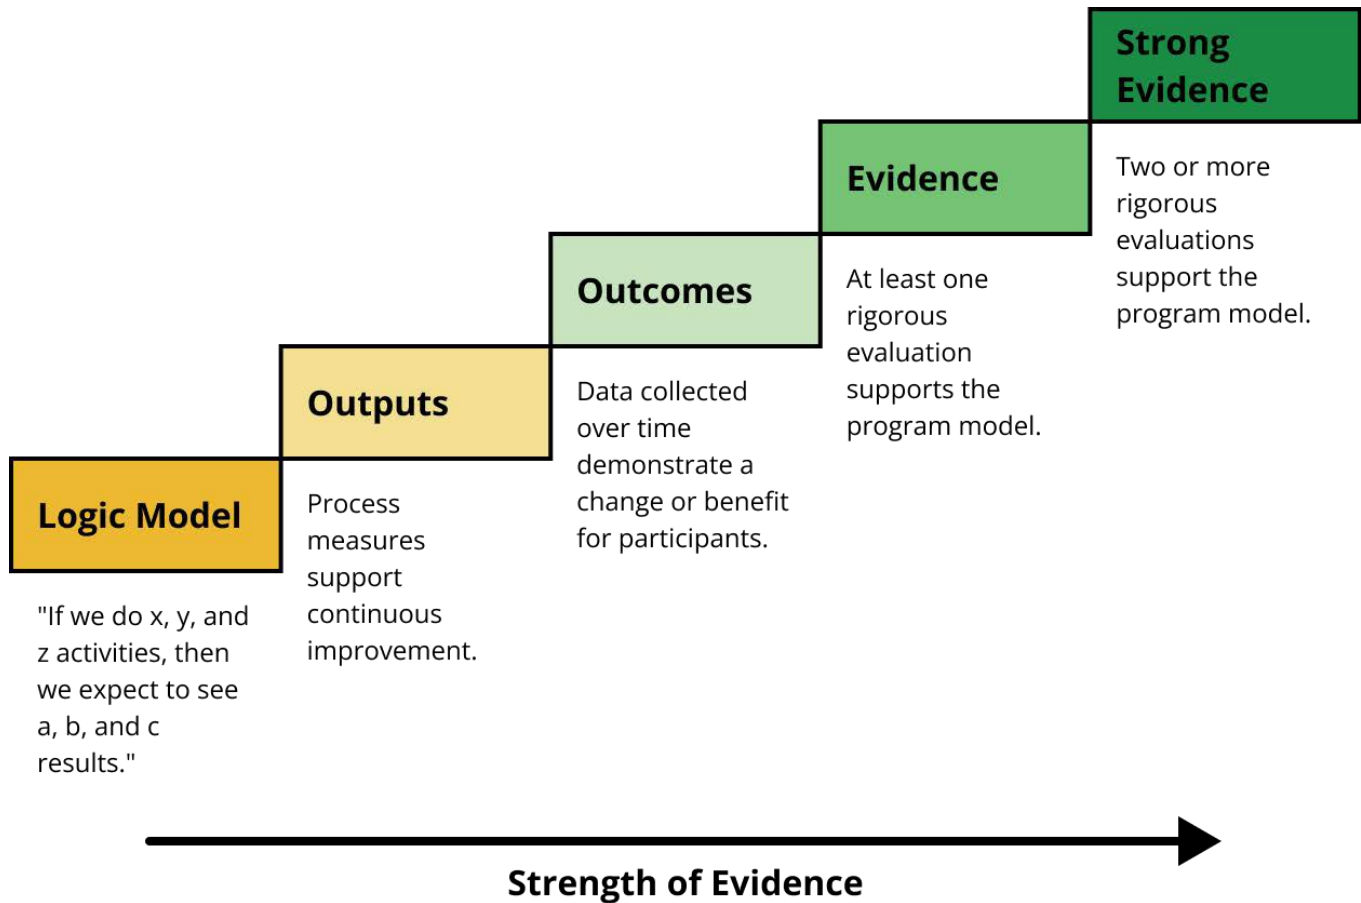 Logic Model
"If we do x, y, and
z activities, then
we expect to see
a, b, and c
results."
Outputs
Process
measures
support
continuous
improvement.
Outcomes
Data collected
over time
demonstrate a
change or benefit
for participants.
Evidence
At least one
rigorous
evaluation
supports the
program model.
Strong
Evidence
Two or more
rigorous
evaluations
support the
program model.
Strength of Evidence